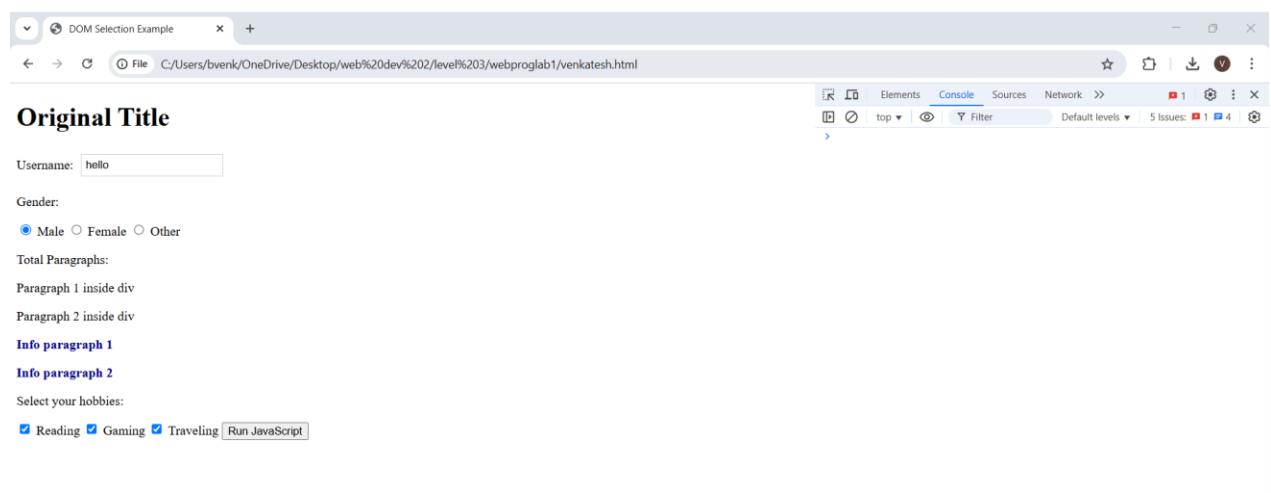 DOM Selection Example
File C:/Users/bvenk/OneDrive/Desktop/web%20dev%202/level%203/webproglab1/venkatesh.html V
Elements Console Sources Network 1
top Filter Default levels 5 Issues: 1 4
Original Title
Username: hello
Gender:
Male Female Other
Total Paragraphs:
Paragraph 1 inside div
Paragraph 2 inside div
Info paragraph 1
Info paragraph 2
Select your hobbies:
Reading Gaming Traveling Run JavaScript